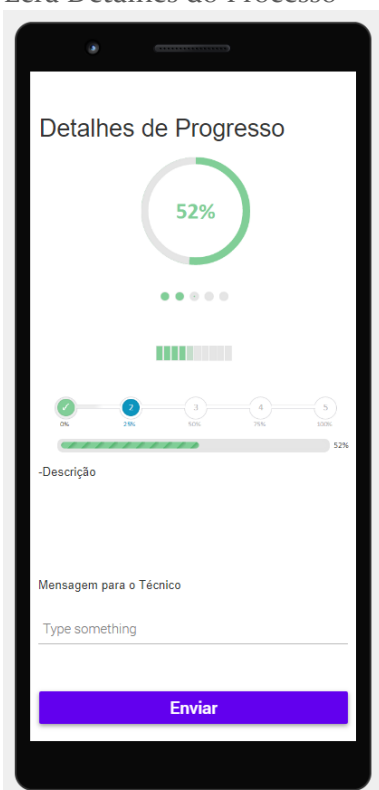 Detalhes de Progresso
52%
2 3 4 5
0% 25% 50% 75% 100%
52%
-Descrição
Mensagem para o Técnico
Type something
Enviar